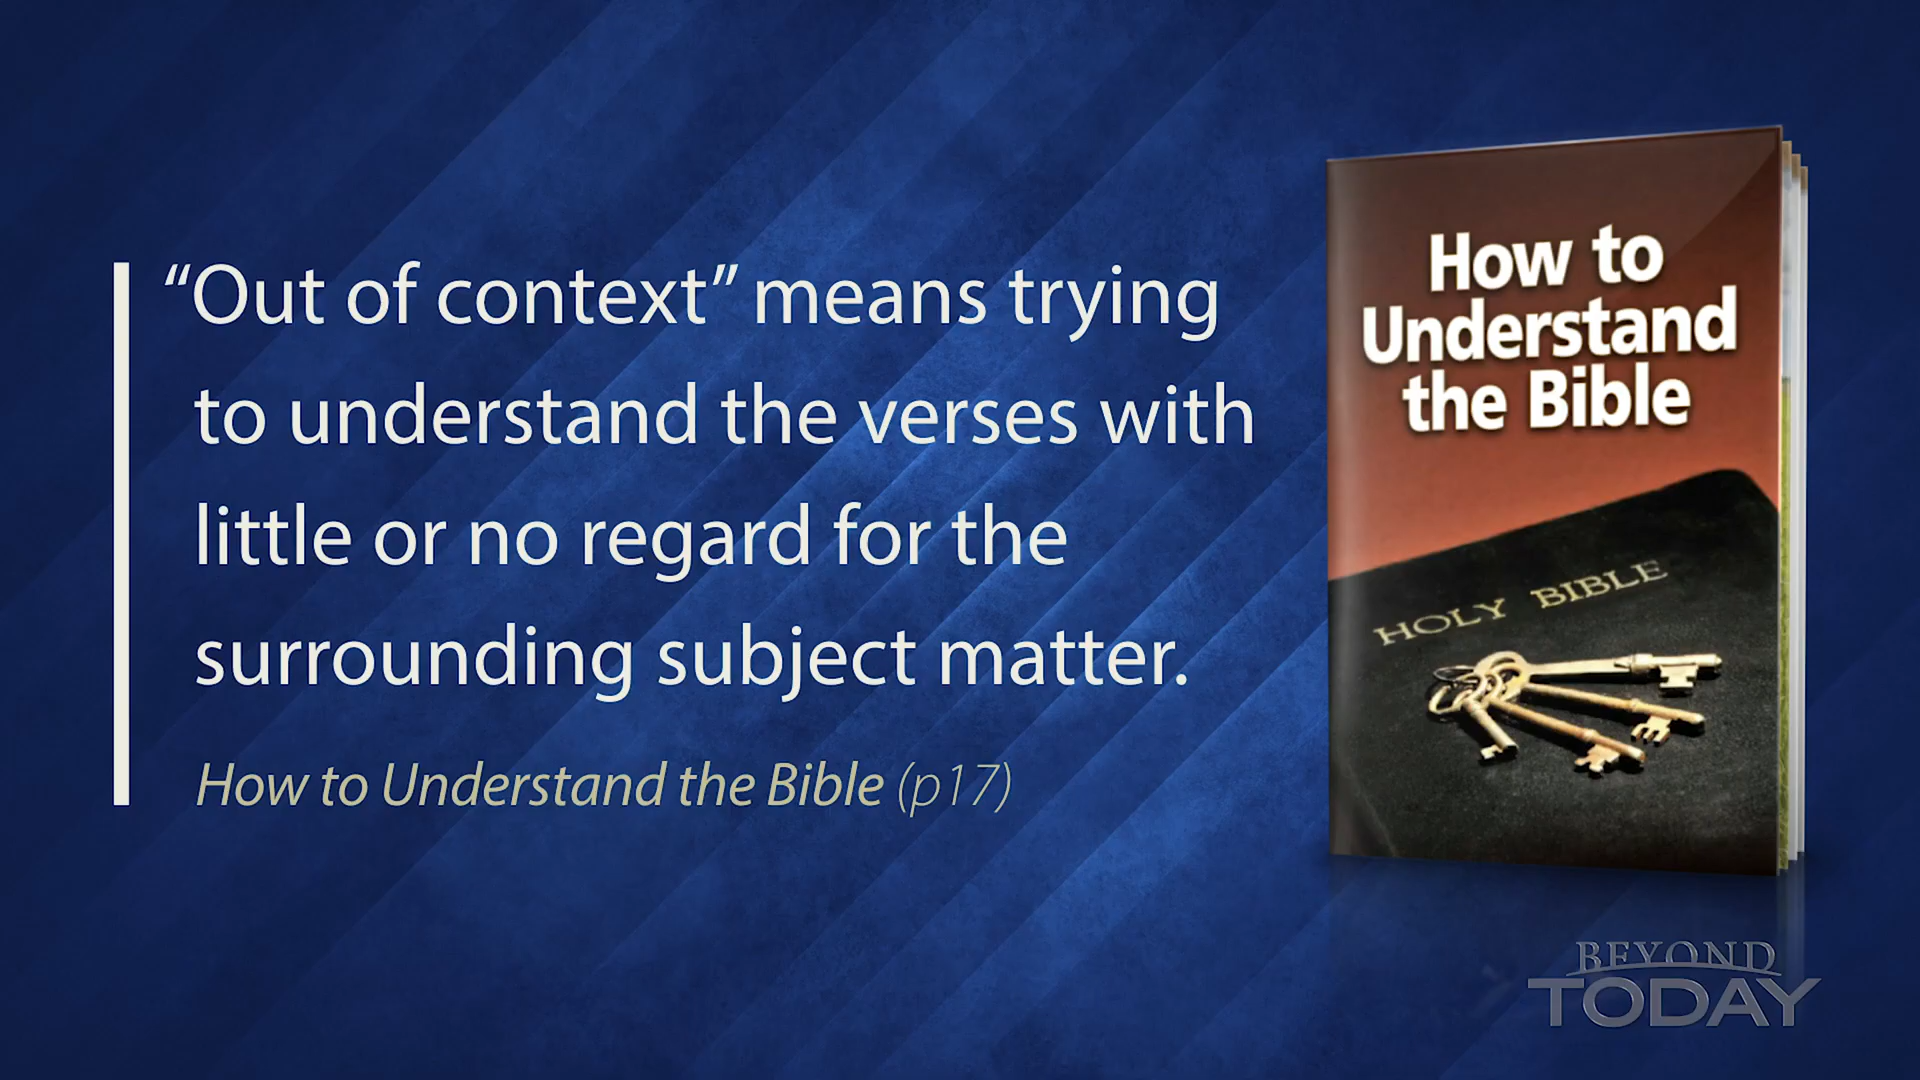 “Out of context” means trying
to understand the verses with
little or no regard for the
surrounding subject matter.
How to Understand the Bible (p17)
How to
Understand
the Bible
HOLY BIBLE
BEYOND
TODAY